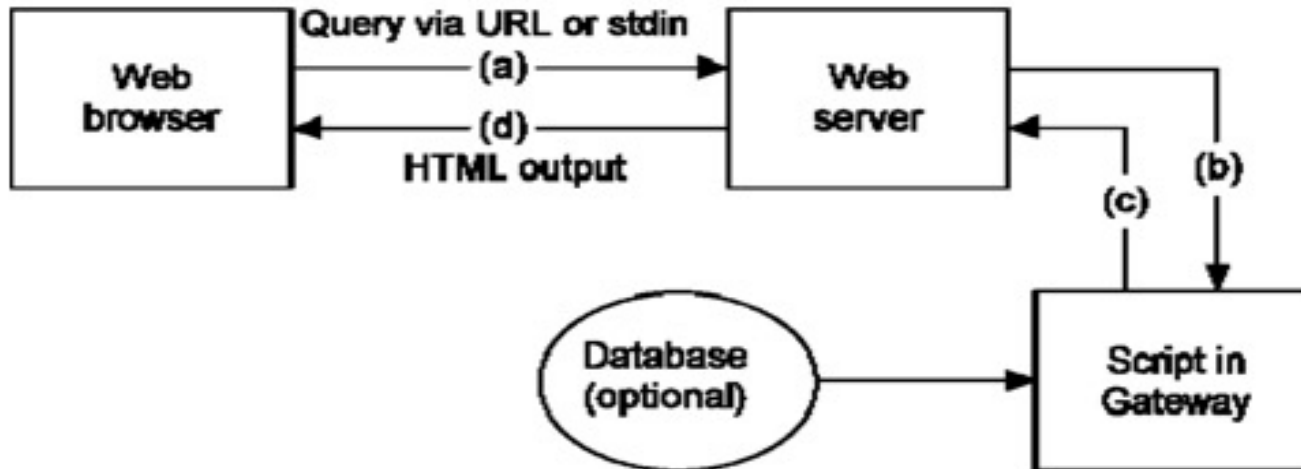 Query via URL or stdin
Web
browser
(a)
Web
server
(d)
HTML output
(b)
(c)
Database
(optional)
Script in
Gateway